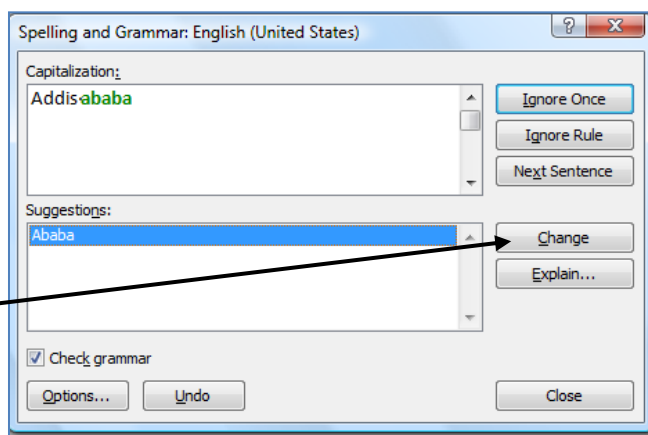 Spelling and Grammar: English (United States)
Capitalization:
Addis·ababa
Ignore Once
Ignore Rule
Next Sentence
Suggestions:
Ababa
Change
Explain...
Check grammar
Options...
Undo
Close